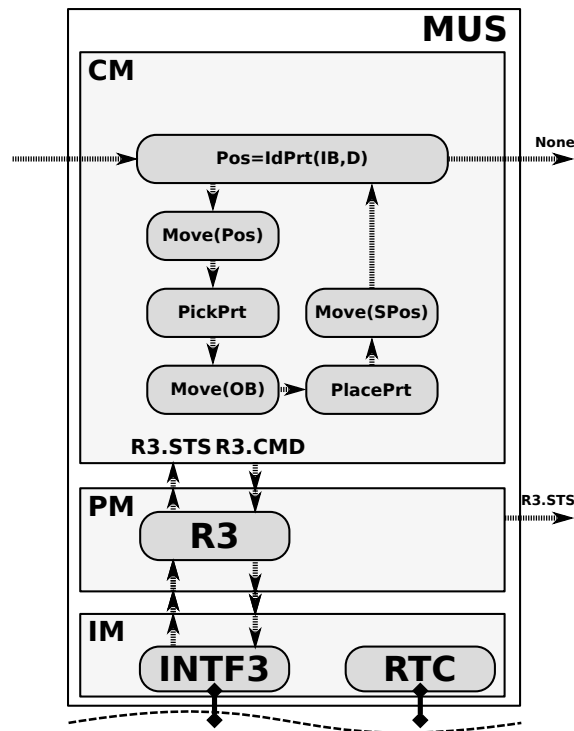 MUS
CM
None
Pos=IdPrt(IB,D)
Move(Pos)
PickPrt
Move(SPos)
Move(OB)
PlacePrt
R3.STS R3.CMD
PM
R3.STS
R3
IM
INTF3
RTC